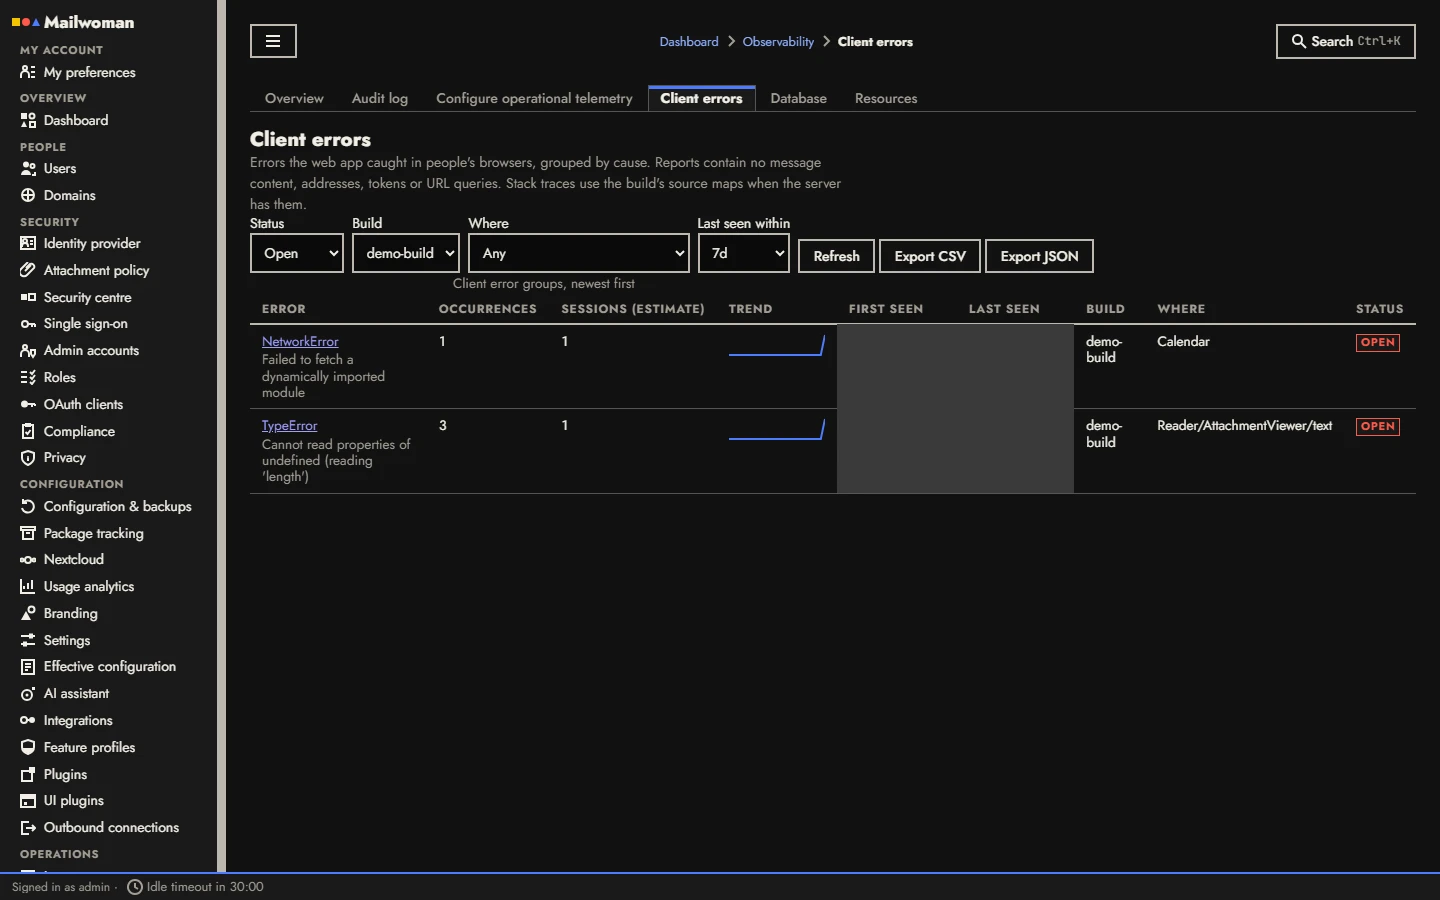 Mailwoman
MY ACCOUNT
My preferences
OVERVIEW
Dashboard
PEOPLE
Users
Domains
SECURITY
Identity provider
Attachment policy
Security centre
Single sign-on
Admin accounts
Roles
OAuth clients
Compliance
Privacy
CONFIGURATION
Configuration & backups
Package tracking
Nextcloud
Usage analytics
Branding
Settings
Effective configuration
AI assistant
Integrations
Feature profiles
Plugins
UI plugins
Outbound connections
OPERATIONS
Dashboard Observability Client errors
Search Ctrl+K
Overview Audit log Configure operational telemetry Client errors Database Resources
Client errors
Errors the web app caught in people's browsers, grouped by cause. Reports contain no message
content, addresses, tokens or URL queries. Stack traces use the build's source maps when the server
has them.
Status Build Where Last seen within
Open demo-build Any 7d Refresh Export CSV Export JSON
Client error groups, newest first
ERROR OCCURRENCES SESSIONS (ESTIMATE) TREND FIRST SEEN LAST SEEN BUILD WHERE STATUS
NetworkError 1 1 demo- Calendar OPEN
build
Failed to fetch a
dynamically imported
module
TypeError 3 1 demo- Reader/AttachmentViewer/text OPEN
build
Cannot read properties of
undefined (reading
'length')
Signed in as admin · Idle timeout in 30:00